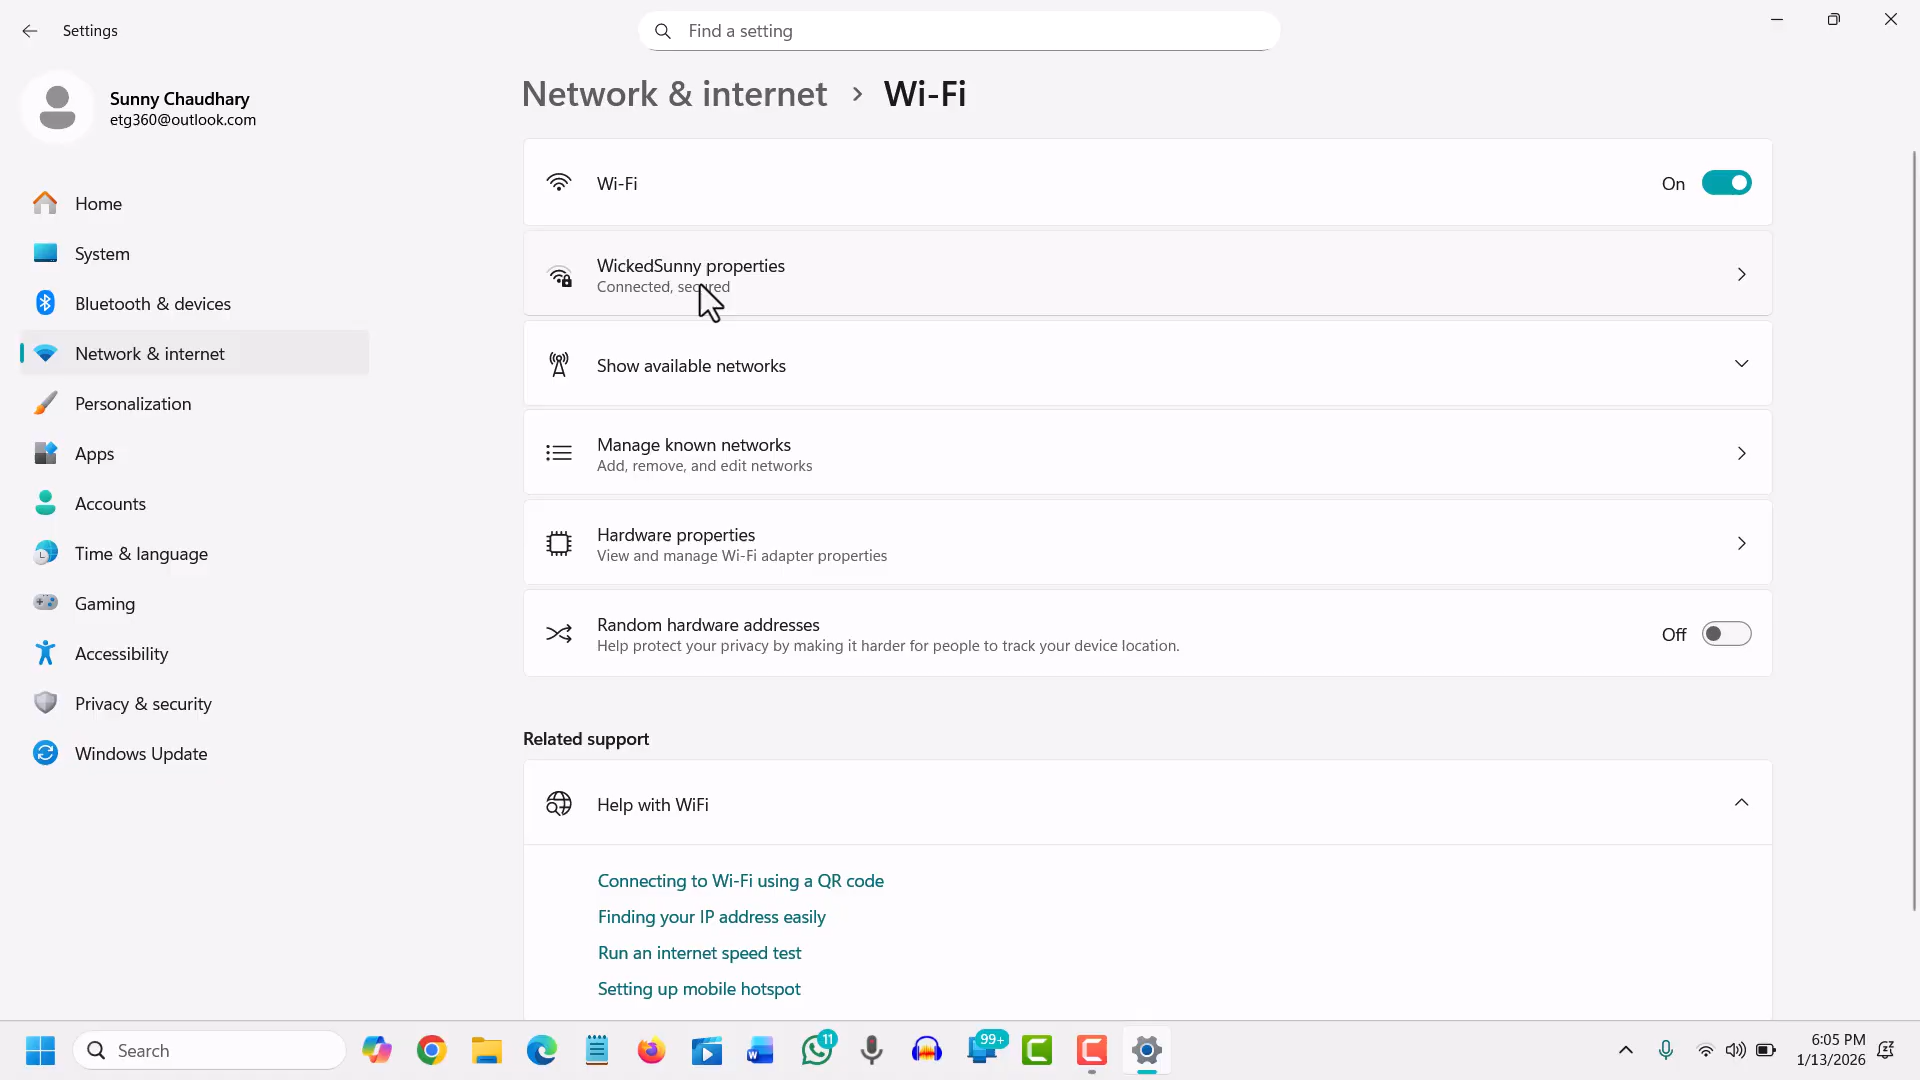 Settings
Find a setting
Sunny Chaudhary
etg360@outlook.com
Home
System
Bluetooth & devices
Network & internet
Personalization
Apps
Accounts
Time & language
Gaming
Accessibility
Privacy & security
Windows Update
Network & internet > Wi-Fi
Wi-Fi
On
WickedSunny properties
Connected, secured
Show available networks
Manage known networks
Add, remove, and edit networks
Hardware properties
View and manage Wi-Fi adapter properties
Random hardware addresses
Help protect your privacy by making it harder for people to track your device location.
Off
Related support
Help with WiFi
Connecting to Wi-Fi using a QR code
Finding your IP address easily
Run an internet speed test
Setting up mobile hotspot
Search
11
99+
6:05 PM
1/13/2026